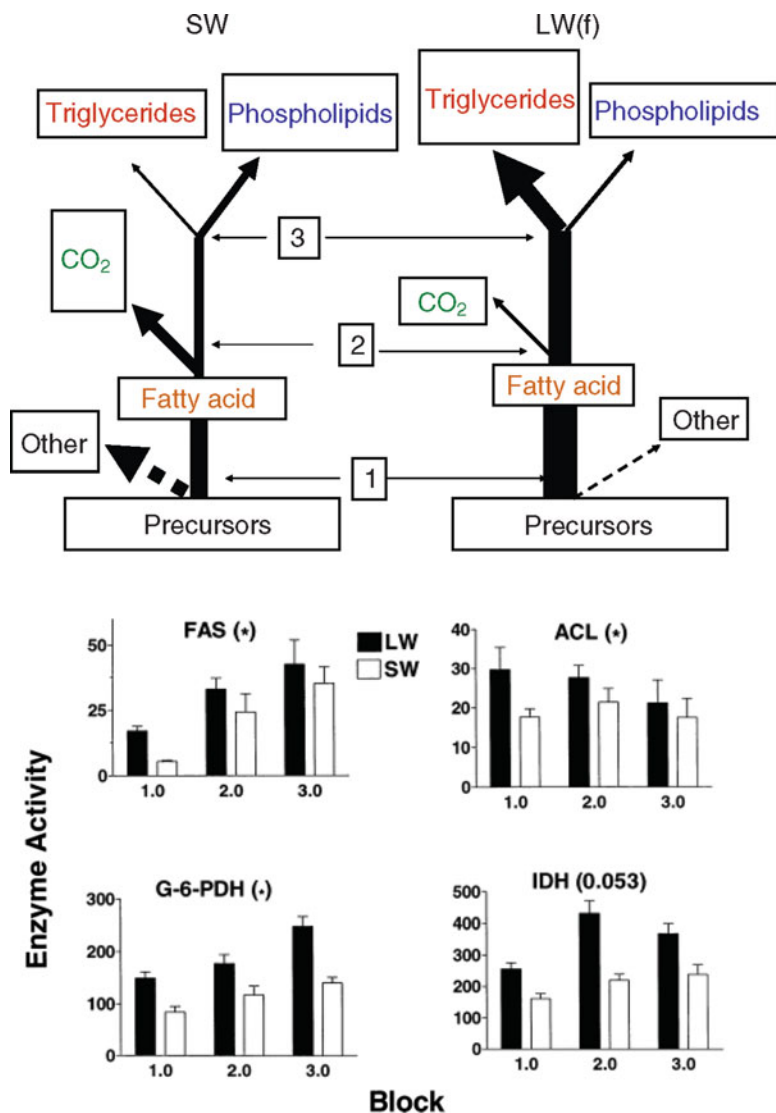 SW LW(f)
Triglycerides Phospholipids Triglycerides Phospholipids
3
CO₂ CO₂
2
Fatty acid Fatty acid
Other Other
1
Precursors Precursors
Enzyme Activity
FAS (*)
50
25
0
1.0 2.0 3.0
LW
SW
ACL (*)
40
30
20
10
0
1.0 2.0 3.0
G-6-PDH (*)
300
200
100
0
1.0 2.0 3.0
IDH (0.053)
500
400
300
200
100
0
1.0 2.0 3.0
Block